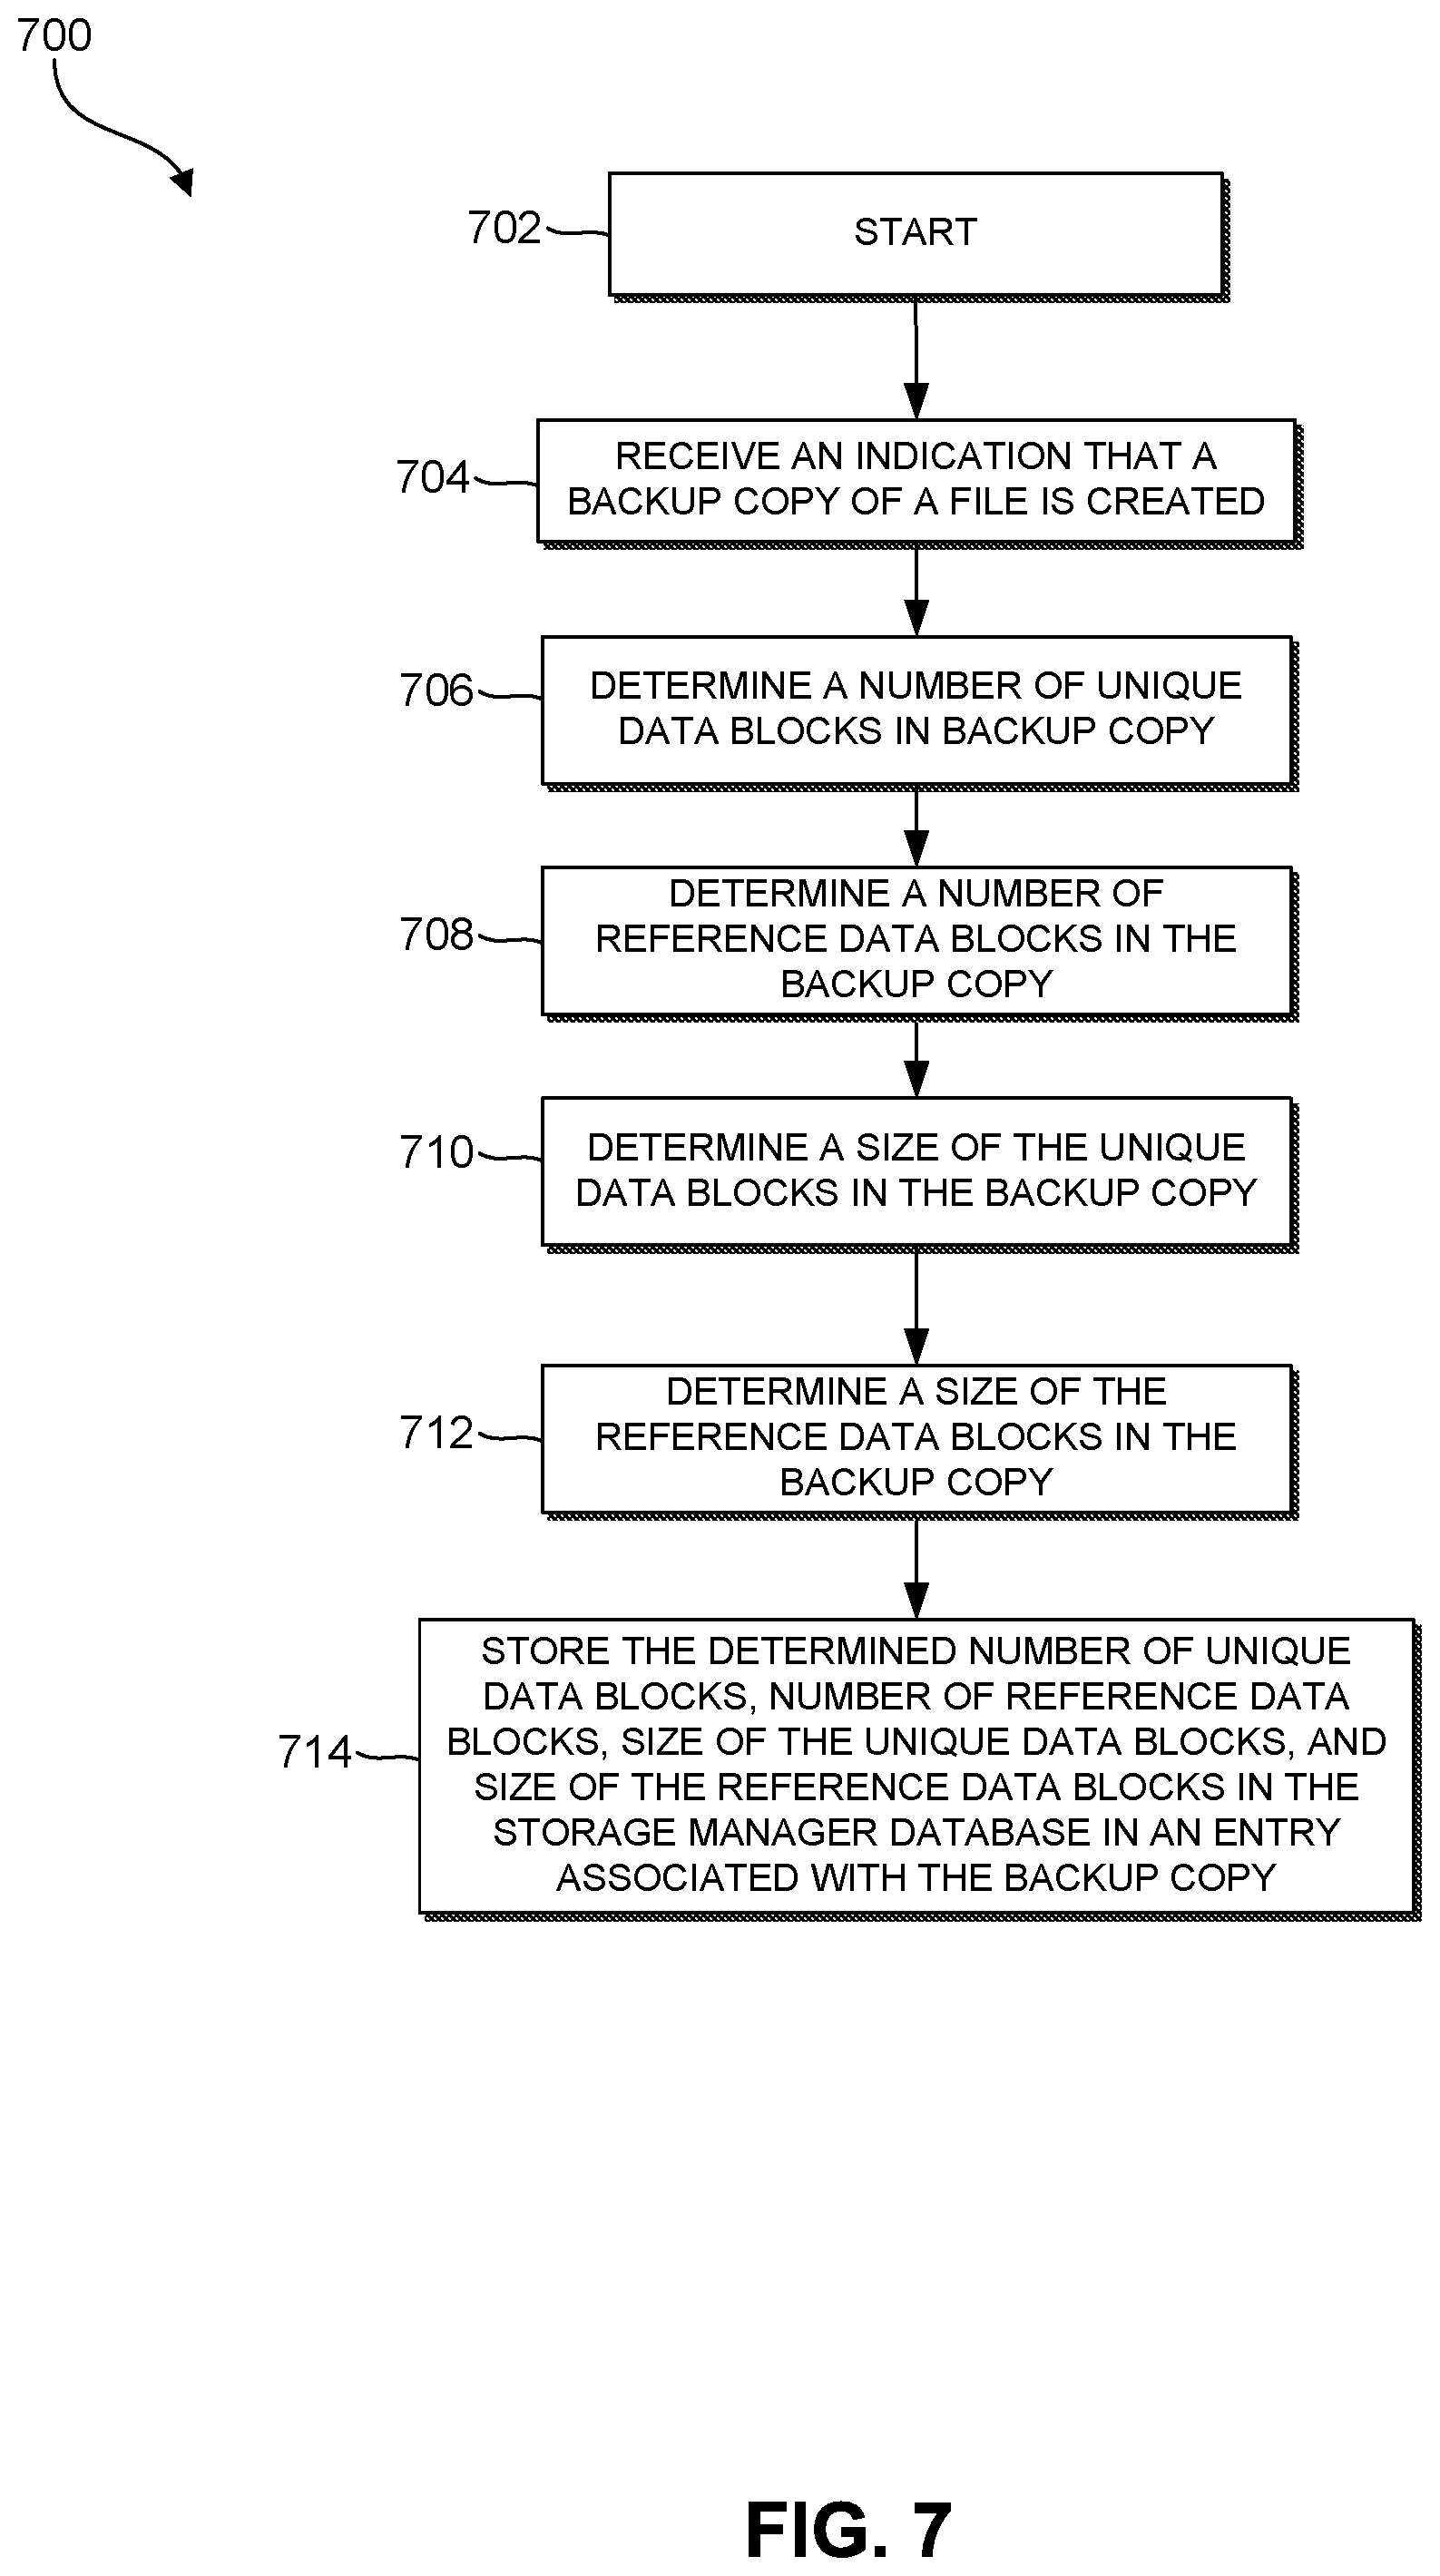 700
702
START
704
RECEIVE AN INDICATION THAT A
BACKUP COPY OF A FILE IS CREATED
706
DETERMINE A NUMBER OF UNIQUE
DATA BLOCKS IN BACKUP COPY
708
DETERMINE A NUMBER OF
REFERENCE DATA BLOCKS IN THE
BACKUP COPY
710
DETERMINE A SIZE OF THE UNIQUE
DATA BLOCKS IN THE BACKUP COPY
712
DETERMINE A SIZE OF THE
REFERENCE DATA BLOCKS IN THE
BACKUP COPY
714
STORE THE DETERMINED NUMBER OF UNIQUE
DATA BLOCKS, NUMBER OF REFERENCE DATA
BLOCKS, SIZE OF THE UNIQUE DATA BLOCKS, AND
SIZE OF THE REFERENCE DATA BLOCKS IN THE
STORAGE MANAGER DATABASE IN AN ENTRY
ASSOCIATED WITH THE BACKUP COPY
FIG. 7